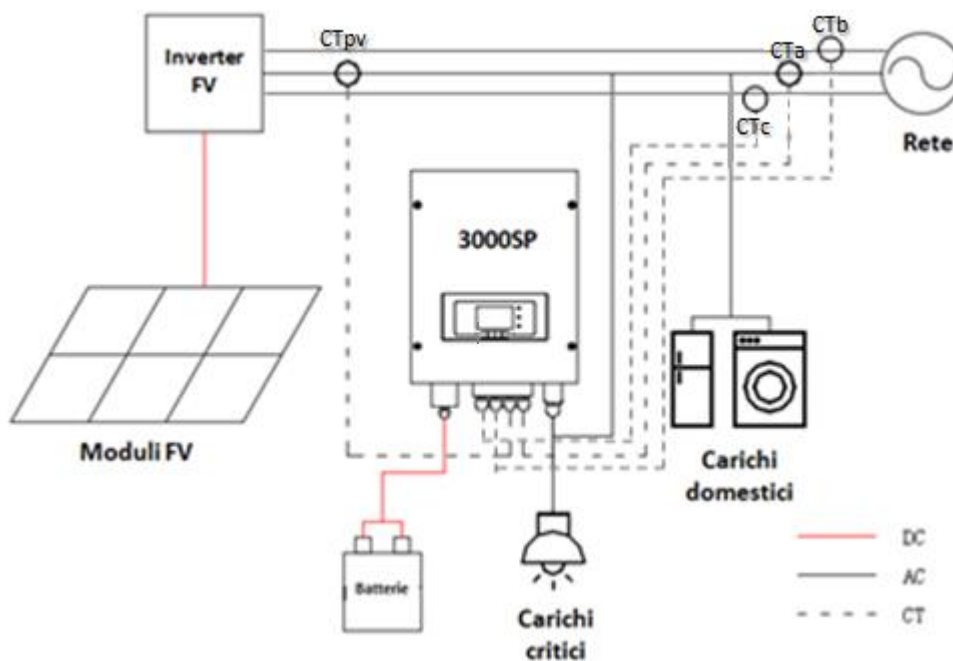 CTb
CTpv
CTa
Inverter
FV
CTc
Rete
3000SP
Moduli FV
Carichi
domestici
DC
Batterie
AC
Carichi
critici
CT